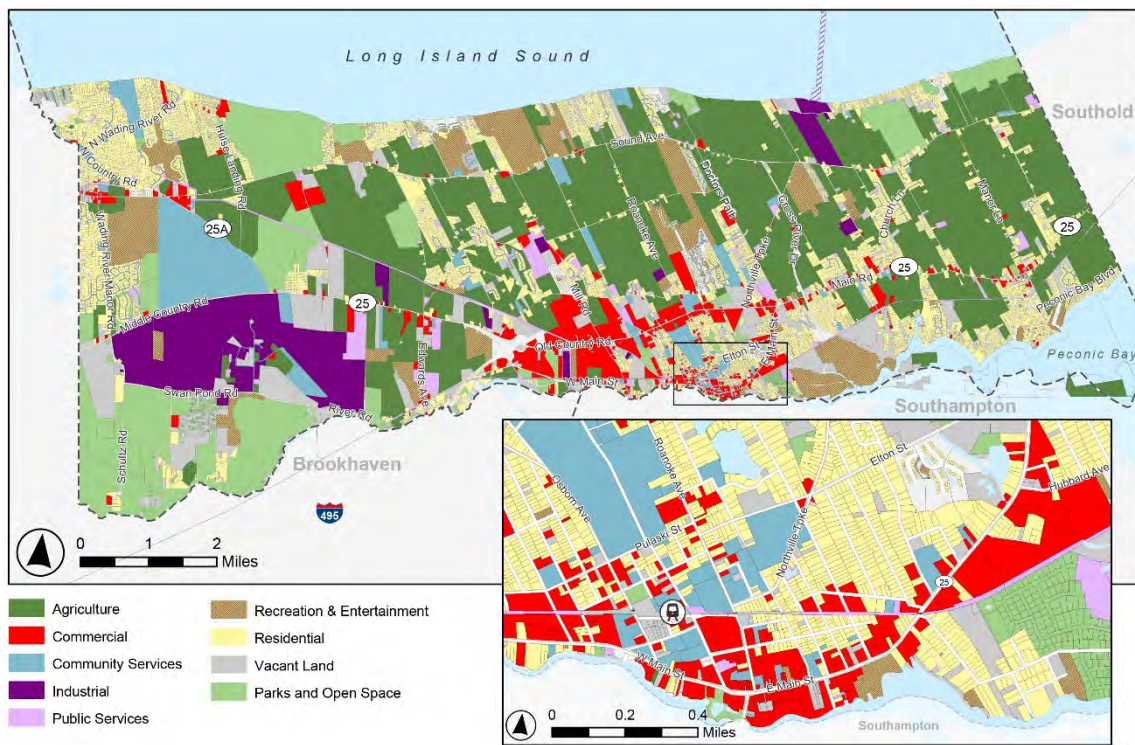 Long Island Sound
Southold
N Wading River Rd
Hulse Landing Rd
N Country Rd
Sound Ave
Doctors Path
Roanoke Ave
Cross River Dr
Church Ln
Manor Ln
Wading River Manor Rd
25A
25
25
25
Northville Tpke
Main Rd
Mill Rd
Middle Country Rd
Peconic Bay Blvd
Old Country Rd
Elton St
E Main St
Edwards Ave
W Main St
Peconic Bay
Swan Pond Rd
River Rd
Southampton
Schultz Rd
Brookhaven
495
0 1 2
Miles
Osborn Ave
Roanoke Ave
Elton St
Hubbard Ave
Pulaski St
Northville Tpke
25
W Main St
E Main St
0 0.2 0.4
Miles
Southampton
Agriculture
Commercial
Community Services
Industrial
Public Services
Recreation & Entertainment
Residential
Vacant Land
Parks and Open Space